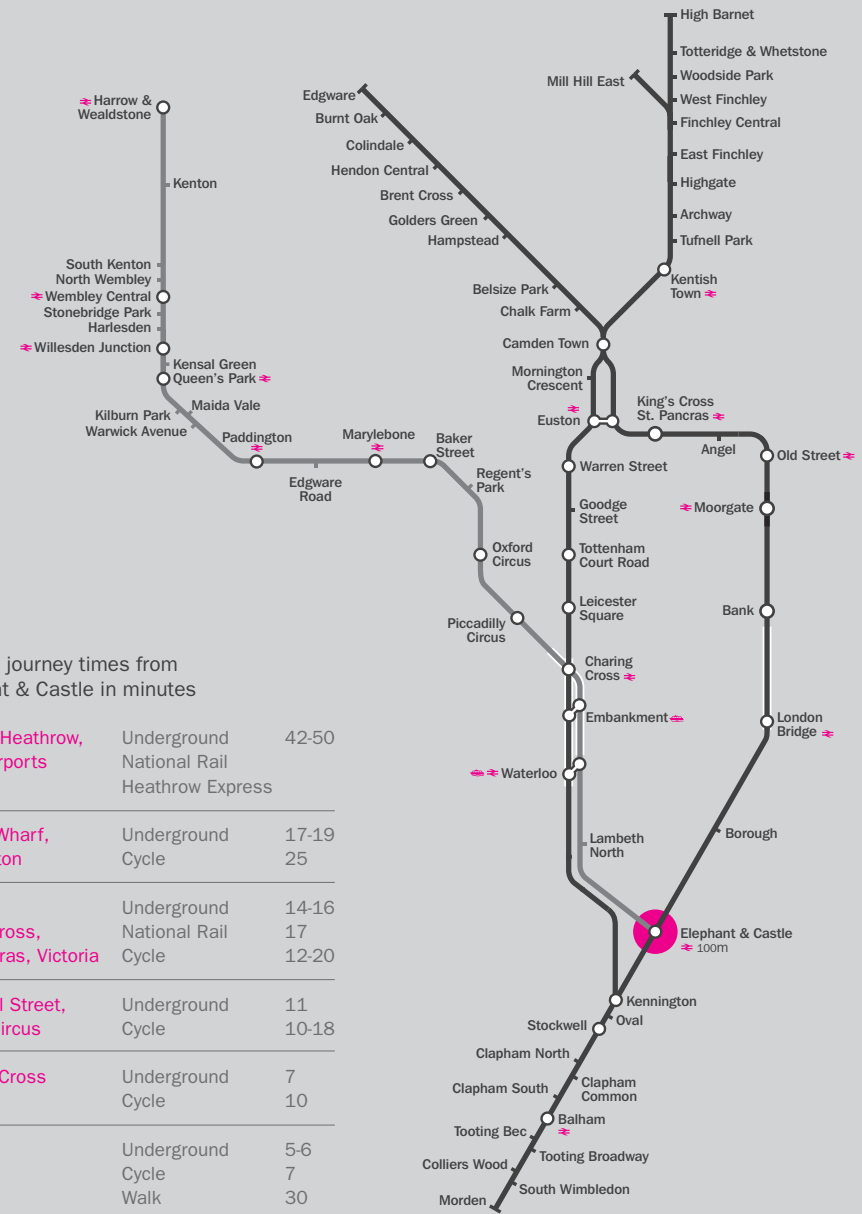 High Barnet
Totteridge & Whetstone
Woodside Park
West Finchley
Finchley Central
East Finchley
Highgate
Archway
Tufnell Park
Kentish
Town
Mill Hill East
Edgware
Burnt Oak
Colindale
Hendon Central
Brent Cross
Golders Green
Hampstead
Belsize Park
Chalk Farm
Camden Town
Mornington
Crescent
Euston
King's Cross
St. Pancras
Angel
Old Street
Moorgate
Bank
London
Bridge
Borough
Elephant & Castle
100m
Harrow &
Wealdstone
Kenton
South Kenton
North Wembley
Wembley Central
Stonebridge Park
Harlesden
Willesden Junction
Kensal Green
Queen's Park
Kilburn Park
Maida Vale
Warwick Avenue
Paddington
Edgware
Road
Marylebone
Baker
Street
Regent's
Park
Oxford
Circus
Piccadilly
Circus
Warren Street
Goodge
Street
Tottenham
Court Road
Leicester
Square
Charing
Cross
Embankment
Waterloo
Lambeth
North
Kennington
Oval
Stockwell
Clapham North
Clapham
Common
Clapham South
Balham
Tooting Bec
Tooting Broadway
Colliers Wood
South Wimbledon
Morden
journey times from
t & Castle in minutes
Heathrow, Underground 42-50
rports National Rail
Heathrow Express
Wharf, Underground 17-19
ton Cycle 25
Underground 14-16
ross, National Rail 17
ras, Victoria Cycle 12-20
l Street, Underground 11
ircus Cycle 10-18
Cross Underground 7
Cycle 10
Underground 5-6
Cycle 7
Walk 30